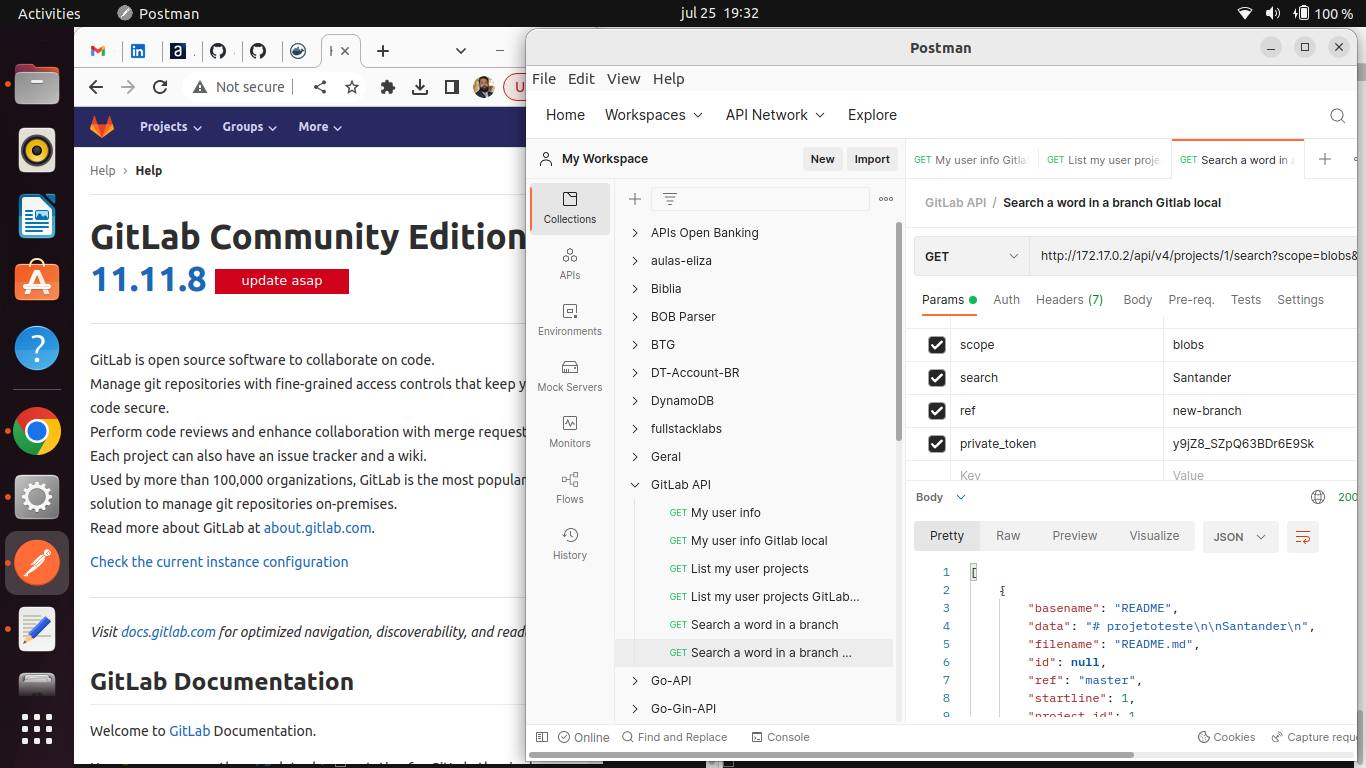 Activities
Postman
jul 25 19:32
100 %
Not secure
Projects
Groups
More
Help › Help
GitLab Community Edition
11.11.8 update asap
GitLab is open source software to collaborate on code.
Manage git repositories with fine-grained access controls that keep y
code secure.
Perform code reviews and enhance collaboration with merge request
Each project can also have an issue tracker and a wiki.
Used by more than 100,000 organizations, GitLab is the most popular
solution to manage git repositories on-premises.
Read more about GitLab at about.gitlab.com.
Check the current instance configuration
Visit docs.gitlab.com for optimized navigation, discoverability, and read
GitLab Documentation
Welcome to GitLab Documentation.
Postman
File Edit View Help
Home Workspaces API Network Explore
My Workspace New Import
GET My user info Gitla
GET List my user proje
GET Search a word in a
Collections
APIs
Environments
Mock Servers
Monitors
Flows
History
APIs Open Banking
aulas-eliza
Biblia
BOB Parser
BTG
DT-Account-BR
DynamoDB
fullstacklabs
Geral
GitLab API
GET My user info
GET My user info Gitlab local
GET List my user projects
GET List my user projects GitLab...
GET Search a word in a branch
GET Search a word in a branch ...
Go-API
Go-Gin-API
GitLab API / Search a word in a branch Gitlab local
GET http://172.17.0.2/api/v4/projects/1/search?scope=blobs&
Params Auth Headers (7) Body Pre-req. Tests Settings
scope blobs
search Santander
ref new-branch
private_token y9jZ8_SZpQ63BDr6E9Sk
Key Value
Body 200
Pretty Raw Preview Visualize JSON
1 [
2 {
3 "basename": "README",
4 "data": "# projetoteste\n\nSantander\n",
5 "filename": "README.md",
6 "id": null,
7 "ref": "master",
8 "startline": 1,
9 "project_id": 1
Online Find and Replace Console Cookies Capture reque